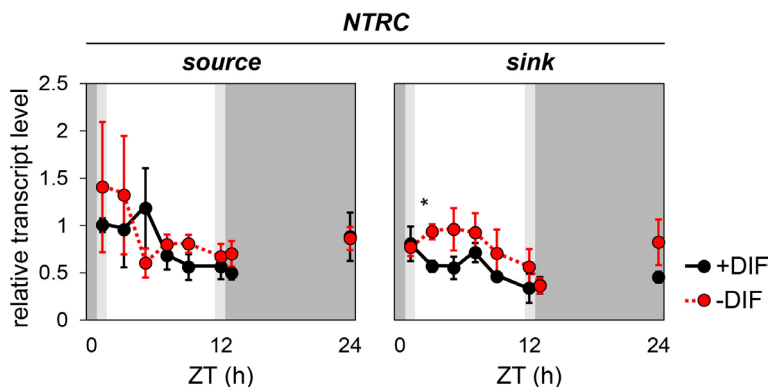 NTRC
source sink
relative transcript level
2.5
2
1.5
1
0.5
0
*
0 12 24 0 12 24
ZT (h) ZT (h)
+DIF
-DIF